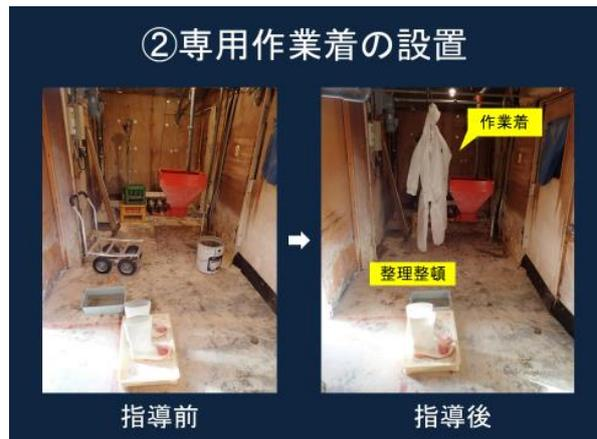 ②専用作業着の設置
作業着
整理整頓
指導前
指導後